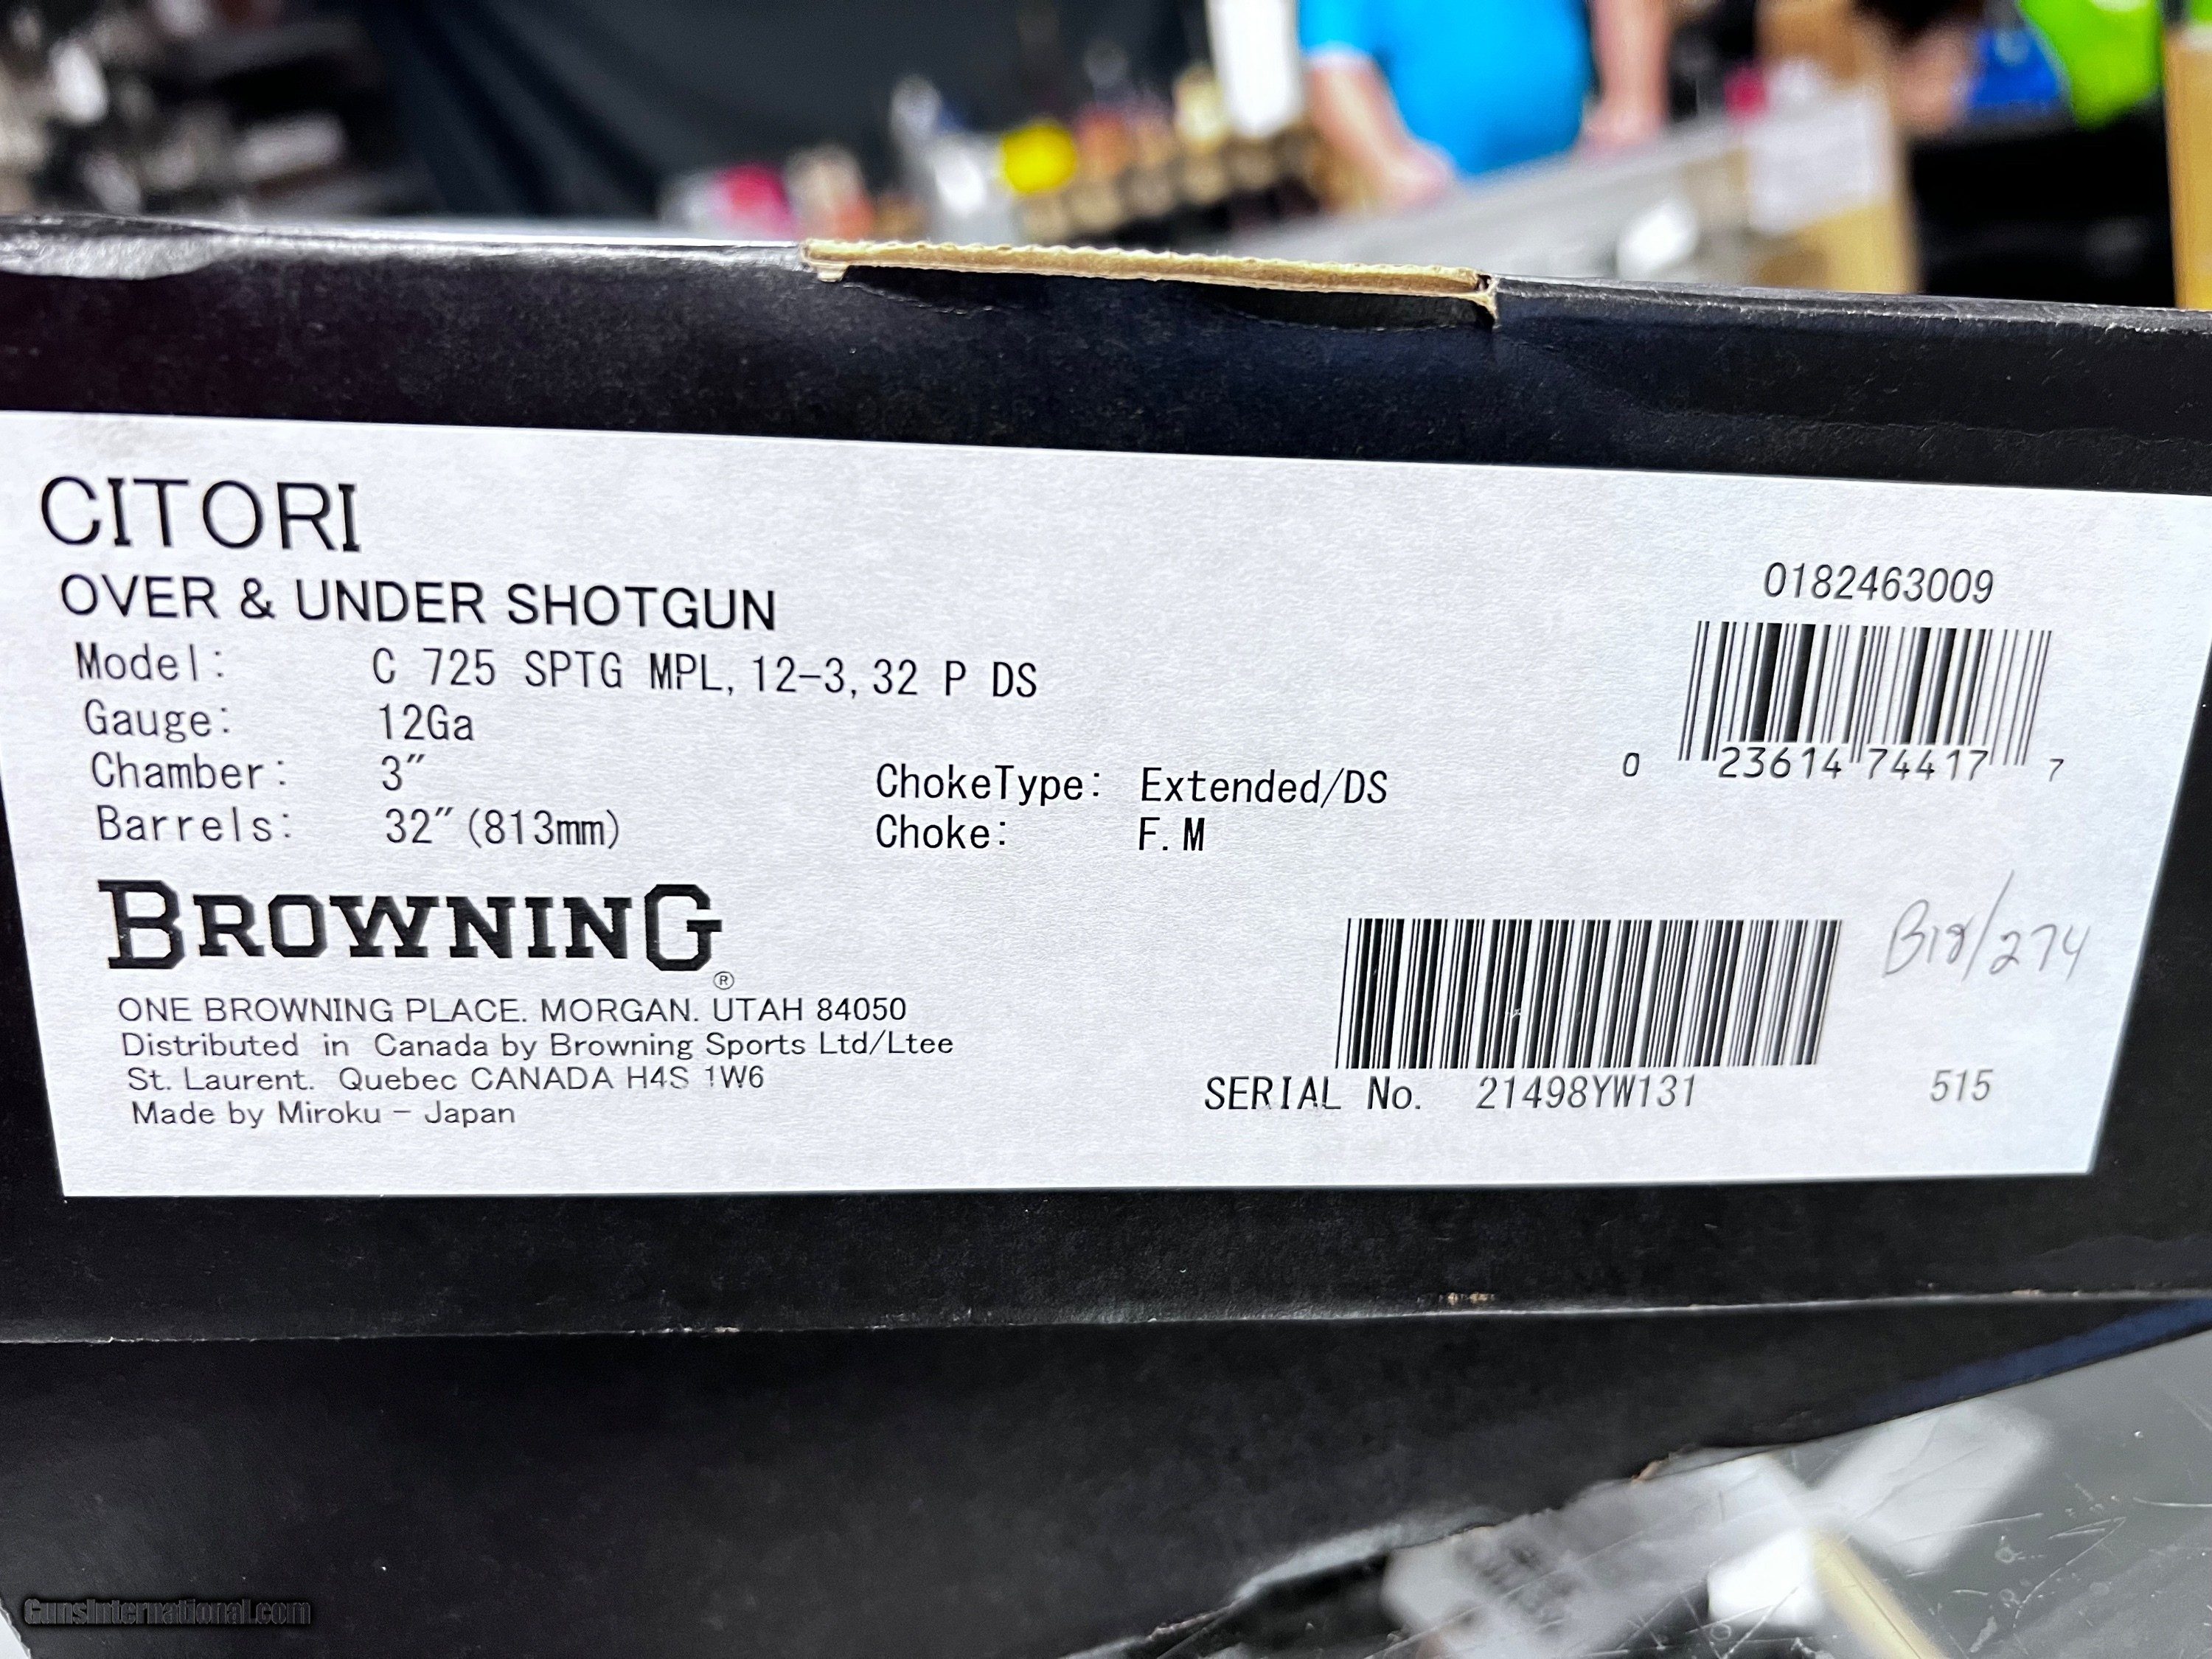 CITORI
OVER & UNDER SHOTGUN
Model: C 725 SPTG MPL, 12-3, 32 P DS
Gauge: 12Ga
Chamber: 3"
Barrels: 32"(813mm)
ChokeType: Extended/DS
Choke: F.M
0182463009
0 23614 74417 7
BROWNING®
ONE BROWNING PLACE. MORGAN. UTAH 84050
Distributed in Canada by Browning Sports Ltd/Ltee
St. Laurent. Quebec CANADA H4S 1W6
Made by Miroku - Japan
B18/274
SERIAL No. 21498YW131 515
GunsInternational.com